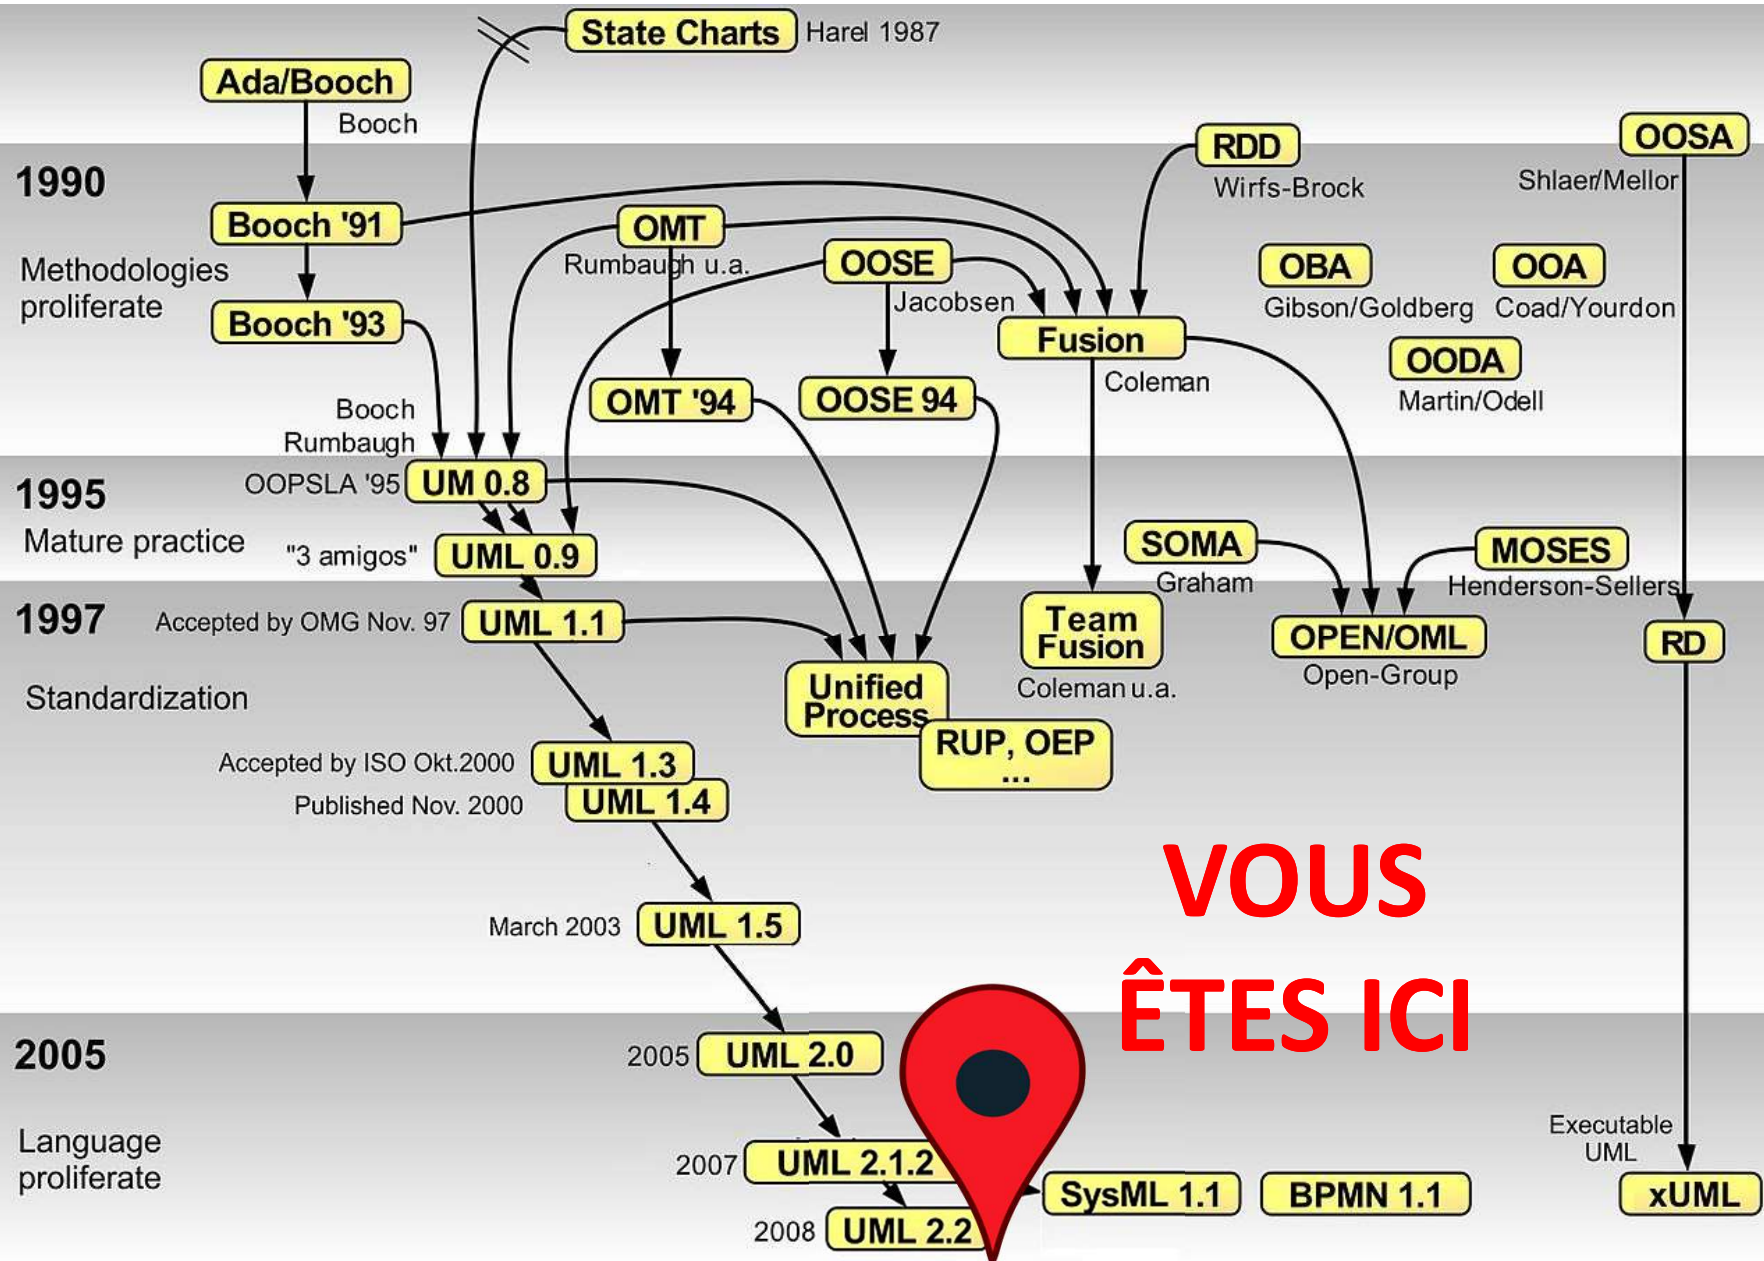 State Charts
Harel 1987
Ada/Booch
Booch
RDD
Wirfs-Brock
OOSA
Shlaer/Mellor
1990
Methodologies
proliferate
Booch '91
OMT
Rumbaugh u.a.
OOSE
Jacobsen
OBA
Gibson/Goldberg
OOA
Coad/Yourdon
Booch '93
Fusion
Coleman
OODA
Martin/Odell
OMT '94
OOSE 94
Booch
Rumbaugh
1995
Mature practice
OOPSLA '95
UM 0.8
"3 amigos"
UML 0.9
SOMA
Graham
MOSES
Henderson-Sellers
1997
Standardization
Accepted by OMG Nov. 97
UML 1.1
Team
Fusion
Coleman u.a.
OPEN/OML
Open-Group
RD
Unified
Process
RUP, OEP
...
Accepted by ISO Okt.2000
UML 1.3
Published Nov. 2000
UML 1.4
March 2003
UML 1.5
VOUS
ÊTES ICI
2005
Language
proliferate
2005
UML 2.0
2007
UML 2.1.2
2008
UML 2.2
SysML 1.1
BPMN 1.1
Executable
UML
xUML